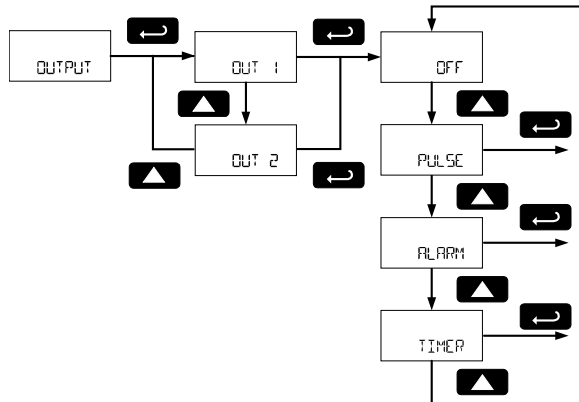 OUTPUT
OUT 1
OFF
OUT 2
PULSE
ALARM
TIMER